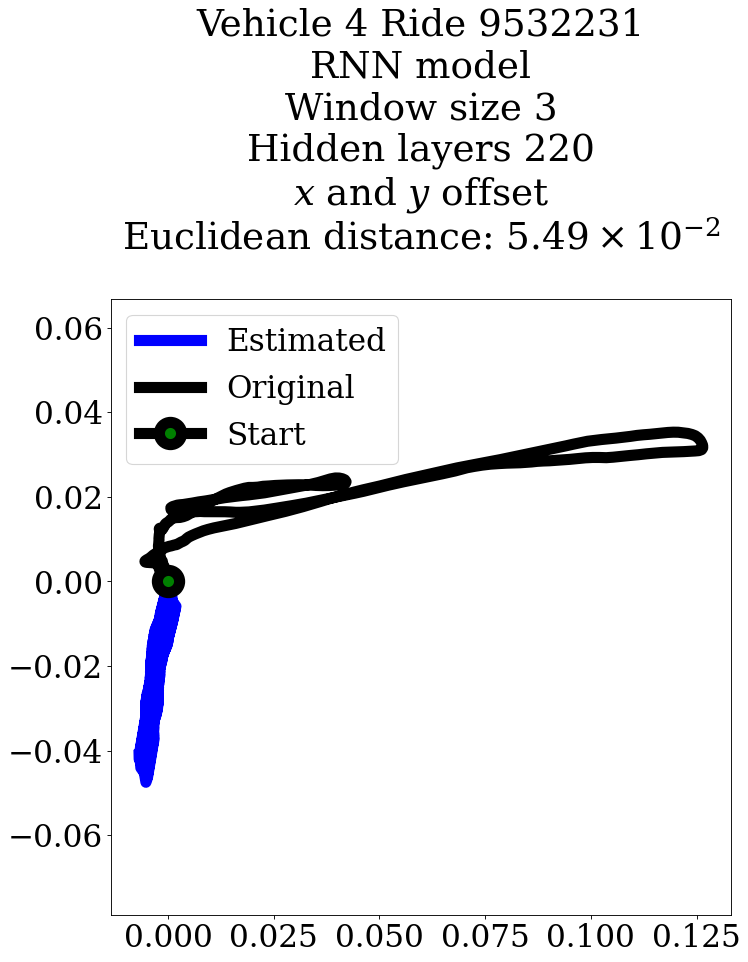 Vehicle 4 Ride 9532231
RNN model
Window size 3
Hidden layers 220
x and y offset
Euclidean distance: 5.49 × 10⁻²
Estimated
Original
Start
0.06
0.04
0.02
0.00
−0.02
−0.04
−0.06
0.000 0.025 0.050 0.075 0.100 0.125